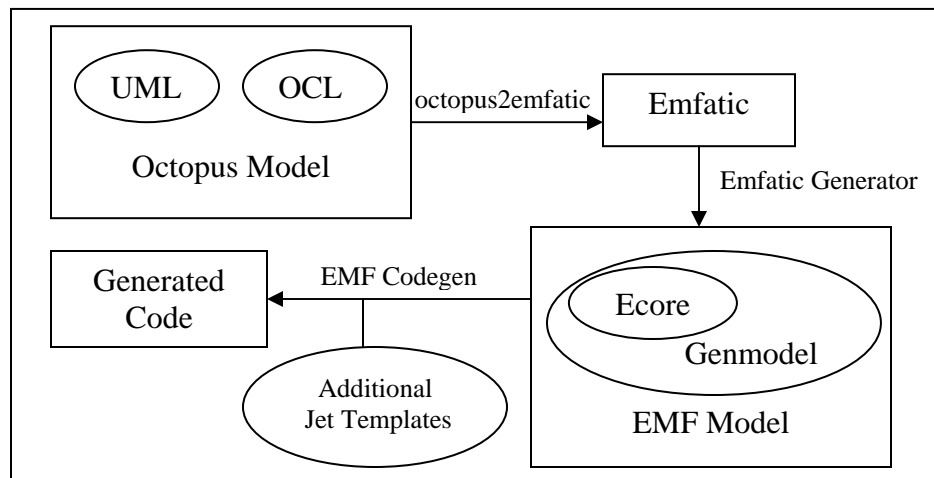 UML
OCL
Octopus Model
octopus2emfatic
Emfatic
Emfatic Generator
Generated
Code
EMF Codegen
Additional
Jet Templates
Ecore
Genmodel
EMF Model